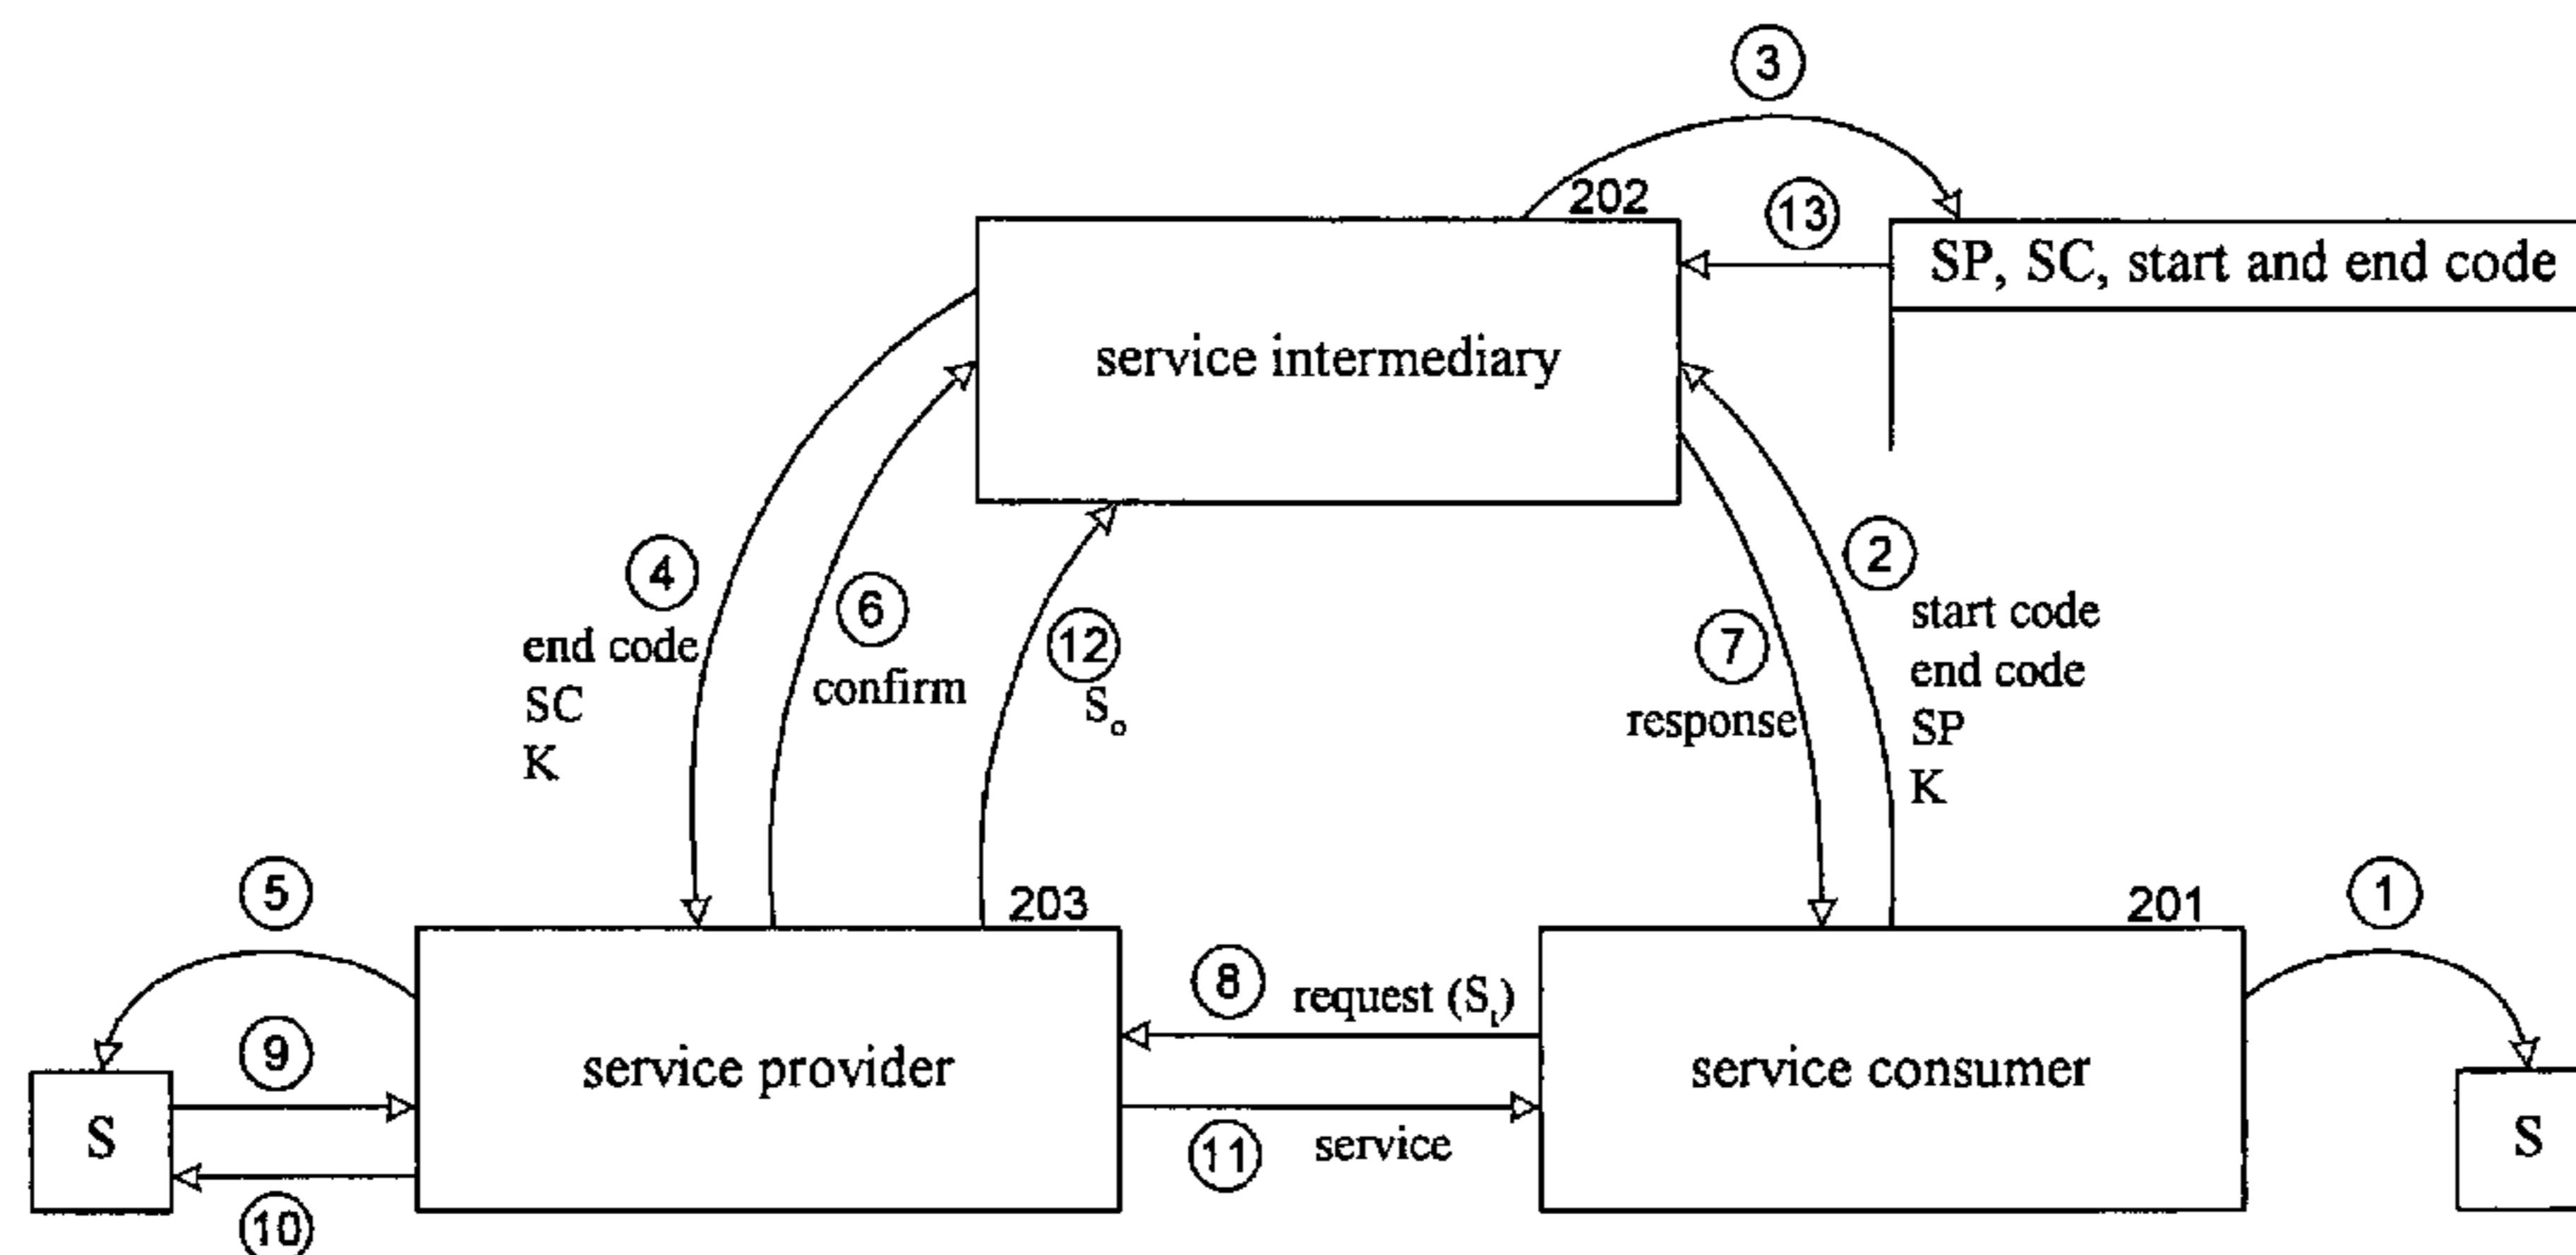 3
202
13
SP, SC, start and end code
service intermediary
4
end code
SC
K
6
confirm
12
Sₒ
7
response
2
start code
end code
SP
K
5
203
201
1
9
S
10
service provider
8
request (Sₜ)
11
service
service consumer
S